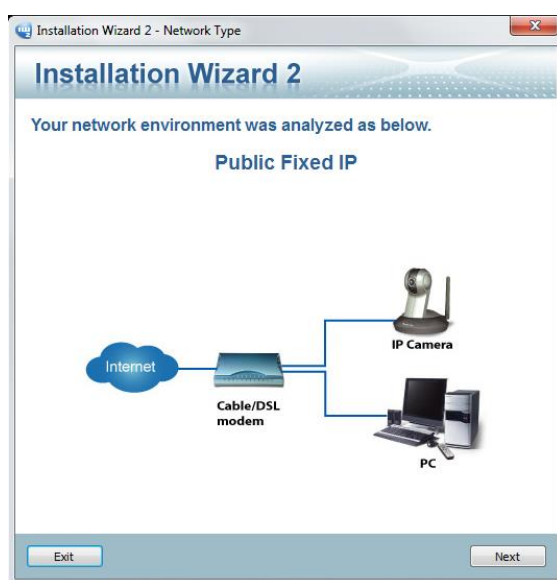 Installation Wizard 2 - Network Type
Installation Wizard 2
Your network environment was analyzed as below.
Public Fixed IP
IP Camera
Internet
Cable/DSL
modem
PC
Exit
Next